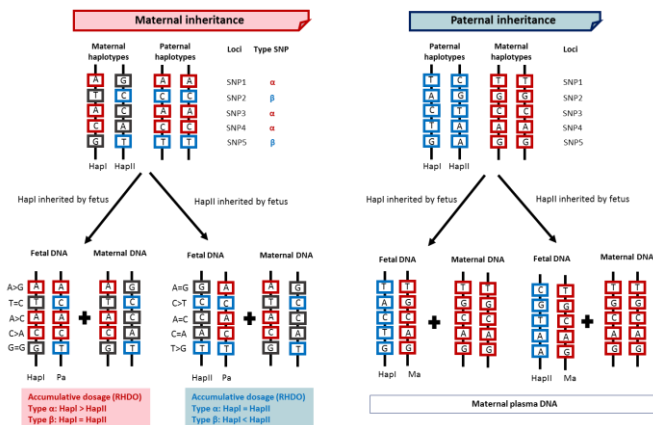 Maternal inheritance
Maternal haplotypes
Paternal haplotypes
Loci
Type SNP
A G A A SNP1 α
T C C C SNP2 β
A C A A SNP3 α
C A C C SNP4 α
G T T T SNP5 β
HapI HapII
HapI inherited by fetus
HapII inherited by fetus
Fetal DNA
Maternal DNA
Fetal DNA
Maternal DNA
A>G A A A G
T=C T C T C
A>C A A A C
C>A C C C A
G=G G T G T
HapI Pa
A=G G A A G
C>T C C T C
A=C C A A C
C=A A C C A
T>G T T G T
HapII Pa
Accumulative dosage (RHDO)
Type α: HapI > HapII
Type β: HapI = HapII
Accumulative dosage (RHDO)
Type α: HapI = HapII
Type β: HapI < HapII
Paternal inheritance
Paternal haplotypes
Maternal haplotypes
Loci
T C T T SNP1
A G G G SNP2
C T C C SNP3
T A A A SNP4
G A G G SNP5
HapI HapII
HapI inherited by fetus
HapII inherited by fetus
Fetal DNA
Maternal DNA
Fetal DNA
Maternal DNA
T T T T
A G G G
C C C C
T A A A
G G G G
HapI Ma
C T T T
G G G G
T C C C
A A A A
A G G G
HapII Ma
Maternal plasma DNA